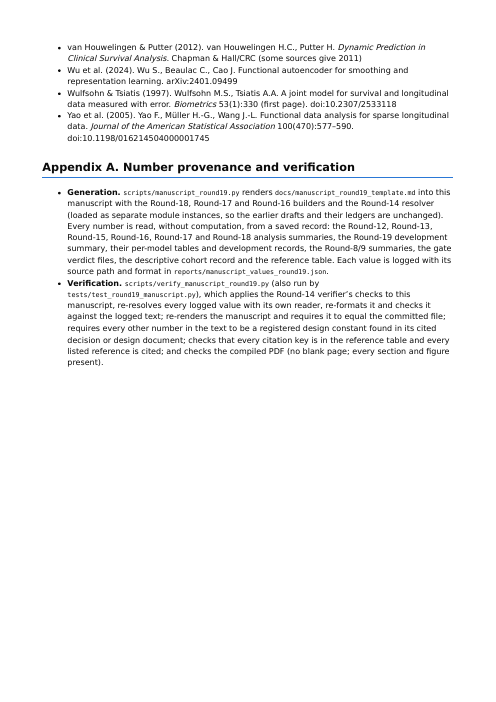 • van Houwelingen & Putter (2012). van Houwelingen H.C., Putter H. Dynamic Prediction in
Clinical Survival Analysis. Chapman & Hall/CRC (some sources give 2011)
• Wu et al. (2024). Wu S., Beaulac C., Cao J. Functional autoencoder for smoothing and
representation learning. arXiv:2401.09499
• Wulfsohn & Tsiatis (1997). Wulfsohn M.S., Tsiatis A.A. A joint model for survival and longitudinal
data measured with error. Biometrics 53(1):330 (first page). doi:10.2307/2533118
• Yao et al. (2005). Yao F., Müller H.-G., Wang J.-L. Functional data analysis for sparse longitudinal
data. Journal of the American Statistical Association 100(470):577–590.
doi:10.1198/016214504000001745
Appendix A. Number provenance and verification
• Generation. scripts/manuscript_round19.py renders docs/manuscript_round19_template.md into this
manuscript with the Round-18, Round-17 and Round-16 builders and the Round-14 resolver
(loaded as separate module instances, so the earlier drafts and their ledgers are unchanged).
Every number is read, without computation, from a saved record: the Round-12, Round-13,
Round-15, Round-16, Round-17 and Round-18 analysis summaries, the Round-19 development
summary, their per-model tables and development records, the Round-8/9 summaries, the gate
verdict files, the descriptive cohort record and the reference table. Each value is logged with its
source path and format in reports/manuscript_values_round19.json.
• Verification. scripts/verify_manuscript_round19.py (also run by
tests/test_round19_manuscript.py), which applies the Round-14 verifier's checks to this
manuscript, re-resolves every logged value with its own reader, re-formats it and checks it
against the logged text; re-renders the manuscript and requires it to equal the committed file;
requires every other number in the text to be a registered design constant found in its cited
decision or design document; checks that every citation key is in the reference table and every
listed reference is cited; and checks the compiled PDF (no blank page; every section and figure
present).